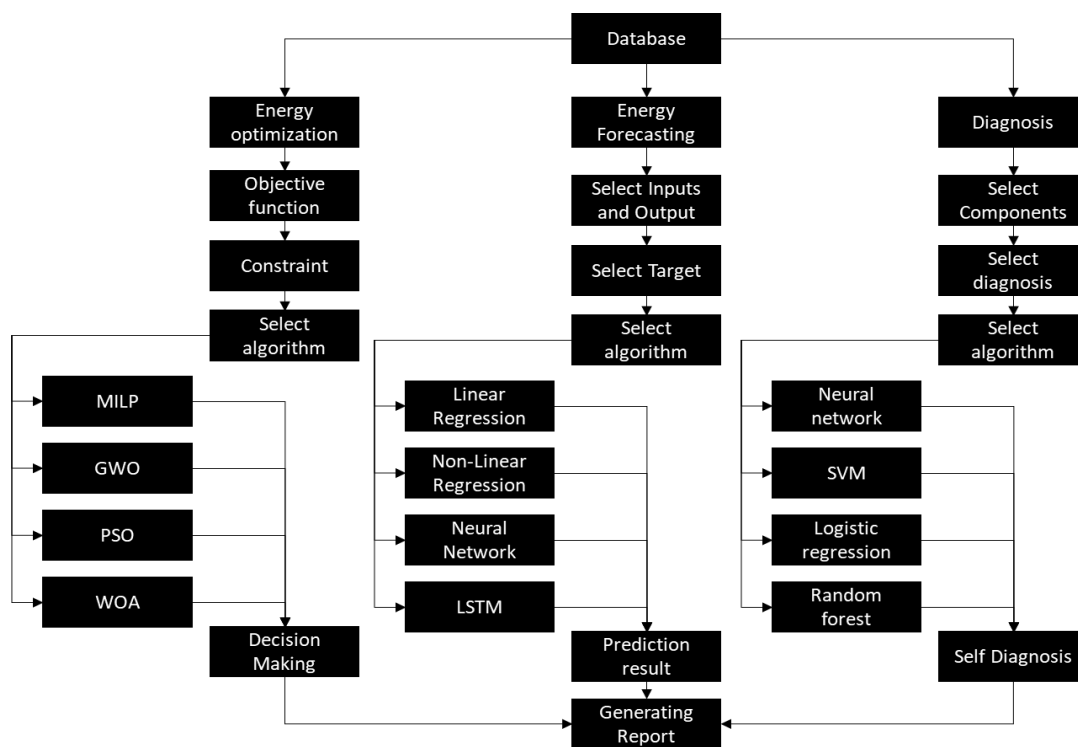 Database
Energy
optimization
Objective
function
Constraint
Select
algorithm
MILP
GWO
PSO
WOA
Decision
Making
Energy
Forecasting
Select Inputs
and Output
Select Target
Select
algorithm
Linear
Regression
Non-Linear
Regression
Neural
Network
LSTM
Prediction
result
Diagnosis
Select
Components
Select
diagnosis
Select
algorithm
Neural
network
SVM
Logistic
regression
Random
forest
Self Diagnosis
Generating
Report